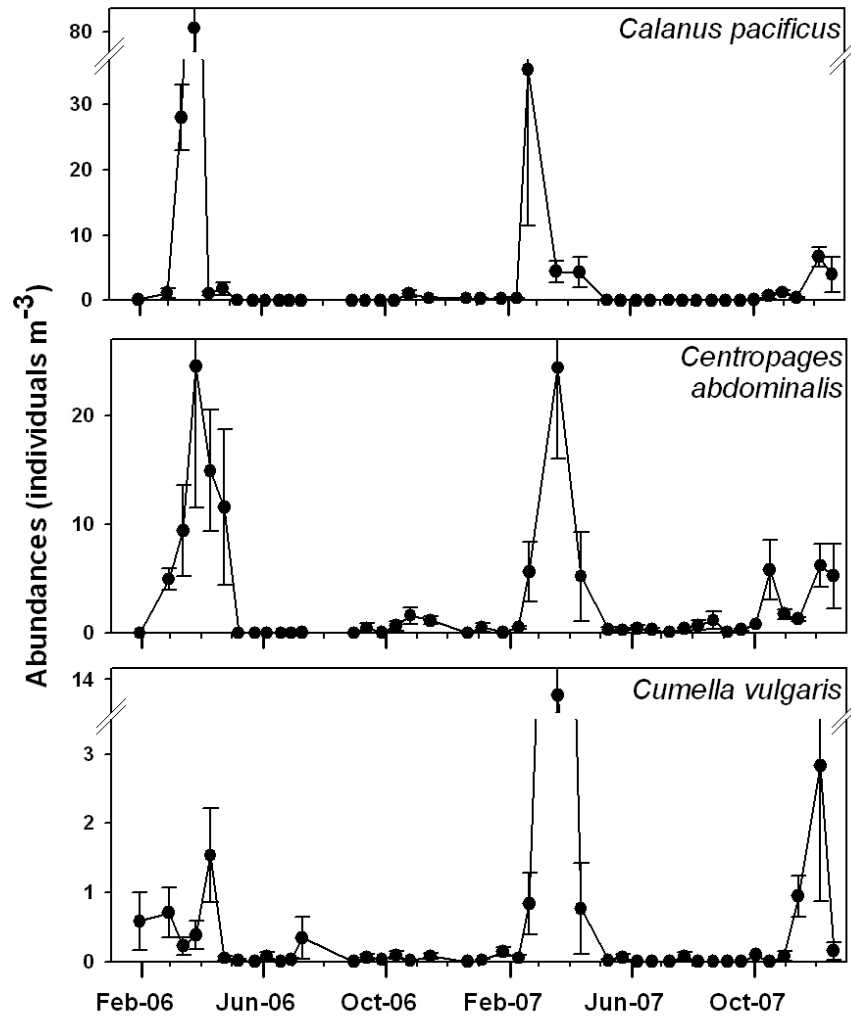 Calanus pacificus
80
30
20
10
0
Centropages
abdominalis
20
10
0
Abundances (individuals m⁻³)
Cumella vulgaris
14
3
2
1
0
Feb-06 Jun-06 Oct-06 Feb-07 Jun-07 Oct-07